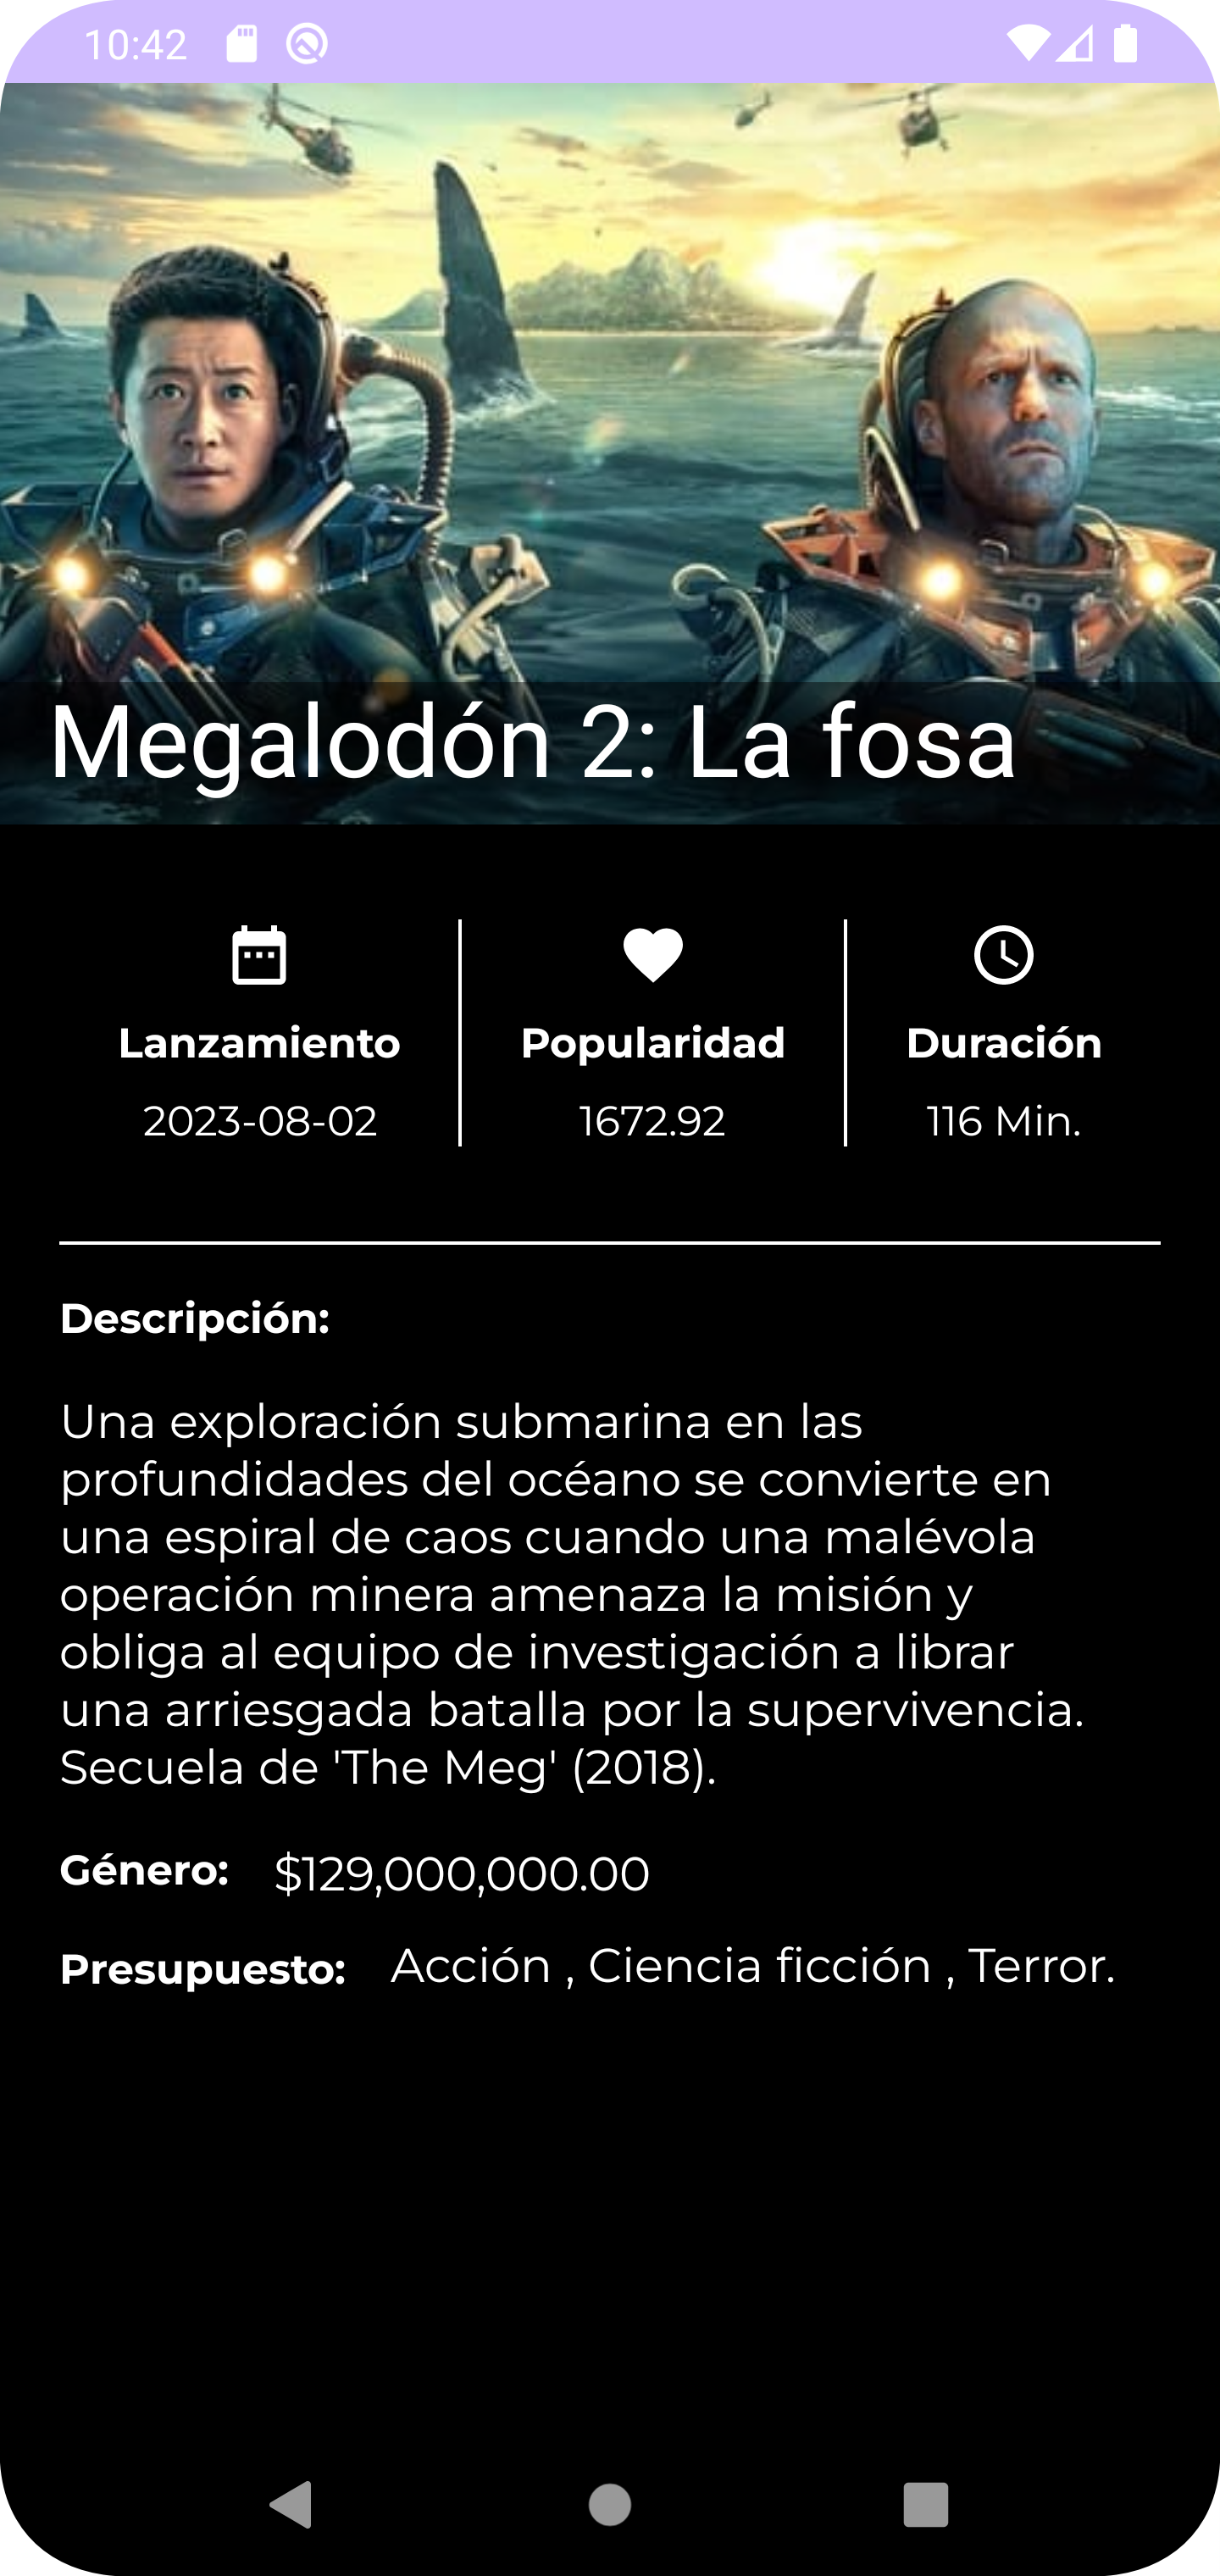 10:42
Megalodón 2: La fosa
Lanzamiento Popularidad Duración
2023-08-02 1672.92 116 Min.
Descripción:
Una exploración submarina en las
profundidades del océano se convierte en
una espiral de caos cuando una malévola
operación minera amenaza la misión y
obliga al equipo de investigación a librar
una arriesgada batalla por la supervivencia.
Secuela de 'The Meg' (2018).
Género: $129,000,000.00
Presupuesto: Acción , Ciencia ficción , Terror.